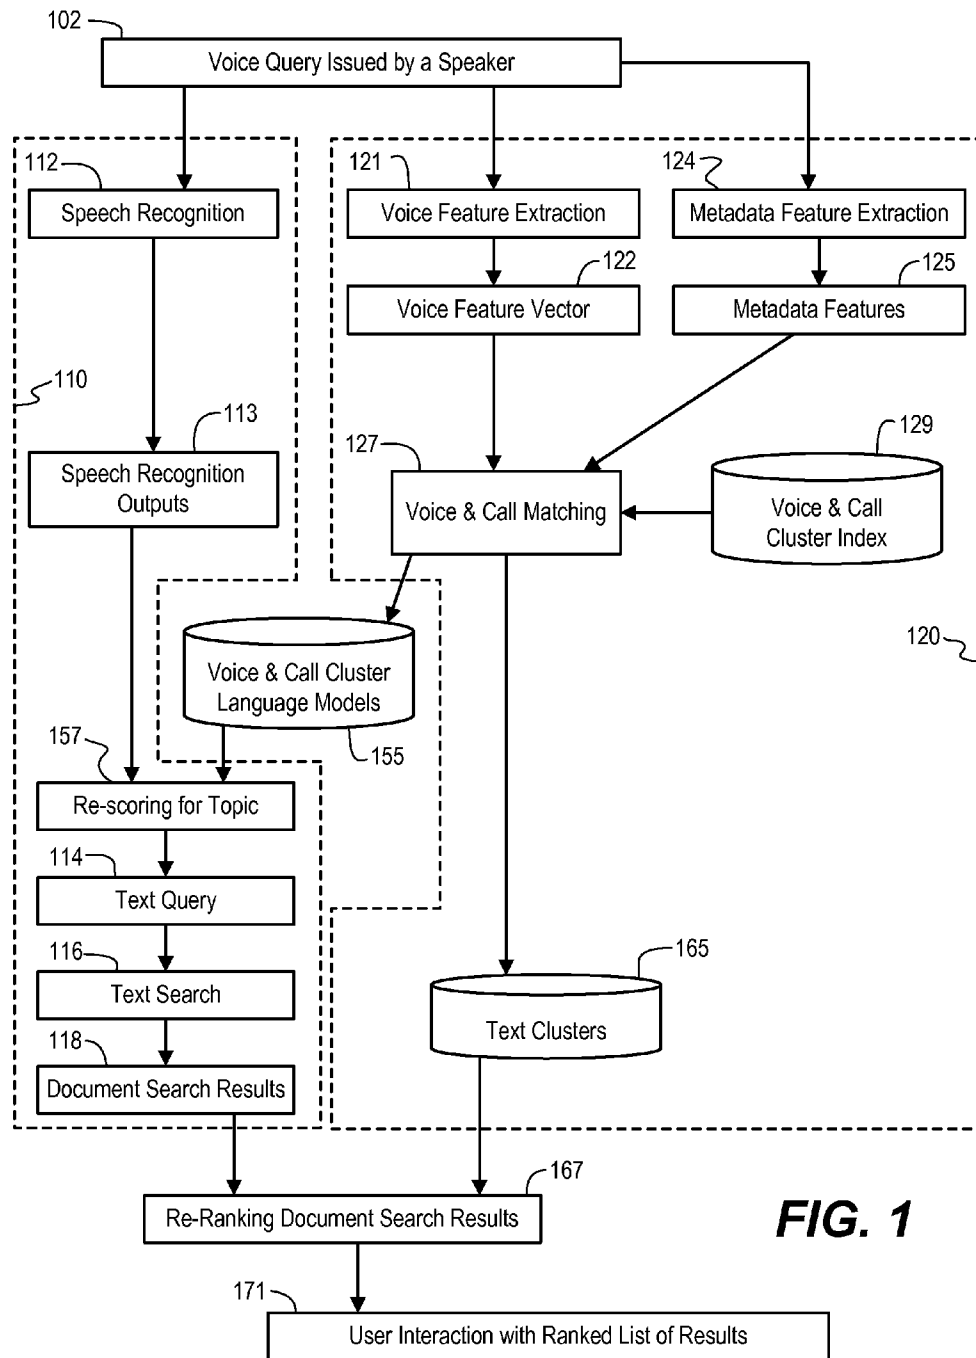 102
Voice Query Issued by a Speaker
112
Speech Recognition
121
Voice Feature Extraction
124
Metadata Feature Extraction
122
Voice Feature Vector
125
Metadata Features
110
113
Speech Recognition
Outputs
127
Voice & Call Matching
129
Voice & Call
Cluster Index
120
Voice & Call Cluster
Language Models
155
157
Re-scoring for Topic
114
Text Query
116
Text Search
118
Document Search Results
165
Text Clusters
167
Re-Ranking Document Search Results
FIG. 1
171
User Interaction with Ranked List of Results